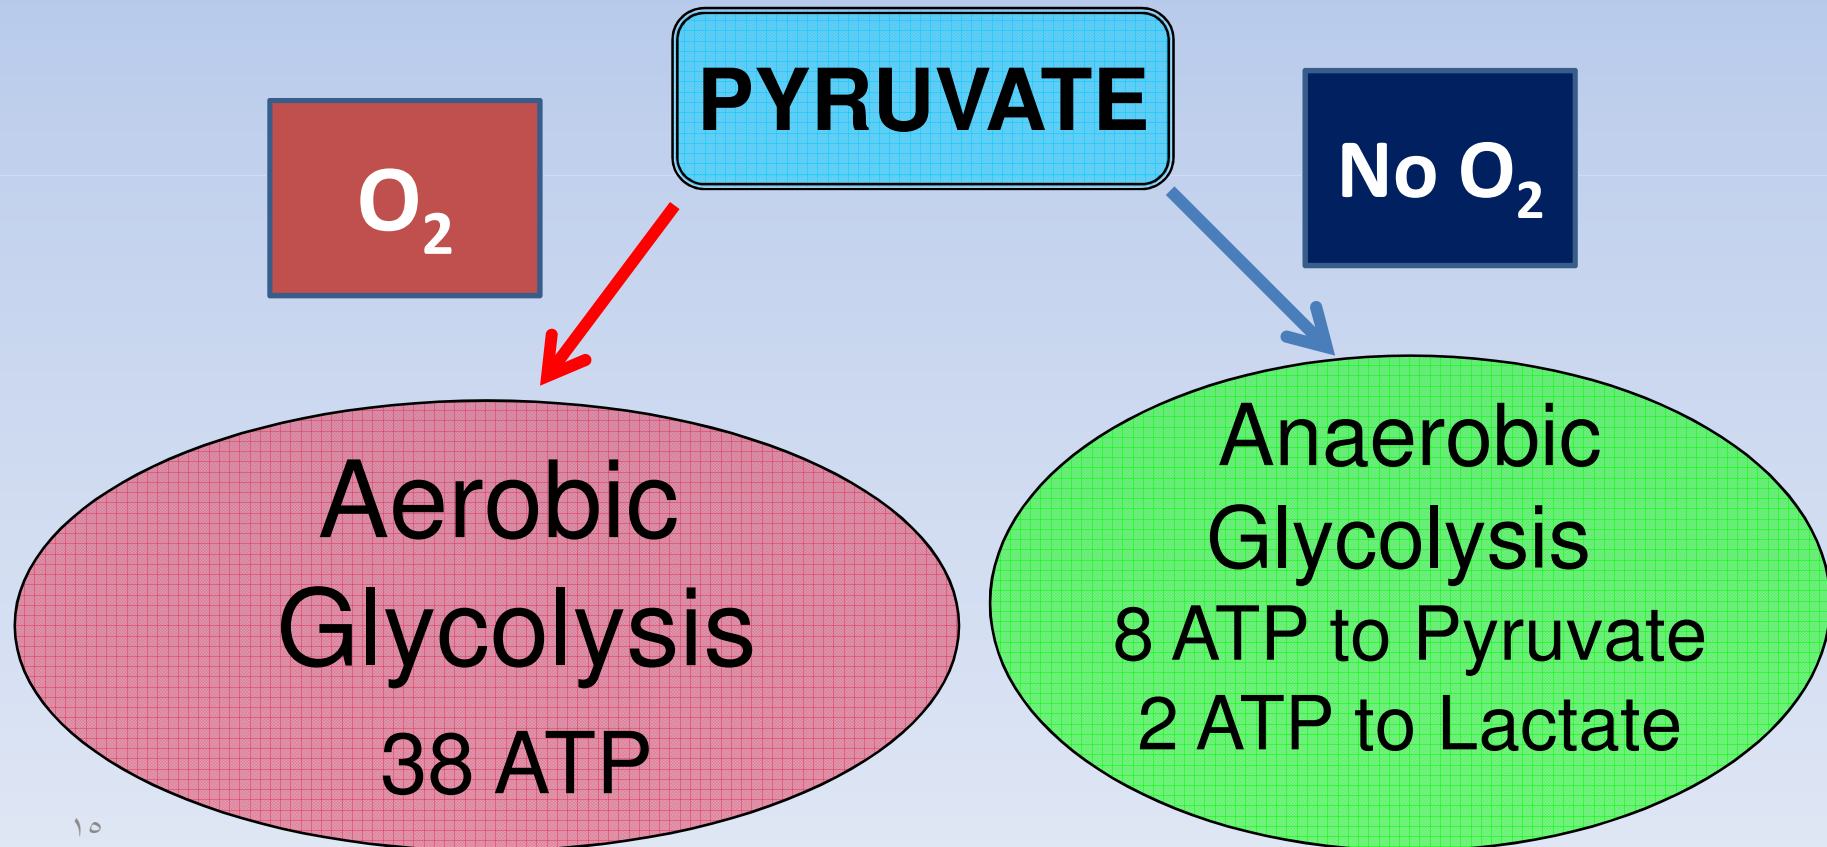 PYRUVATE
O₂
No O₂
Aerobic
Glycolysis
38 ATP
Anaerobic
Glycolysis
8 ATP to Pyruvate
2 ATP to Lactate
١٥